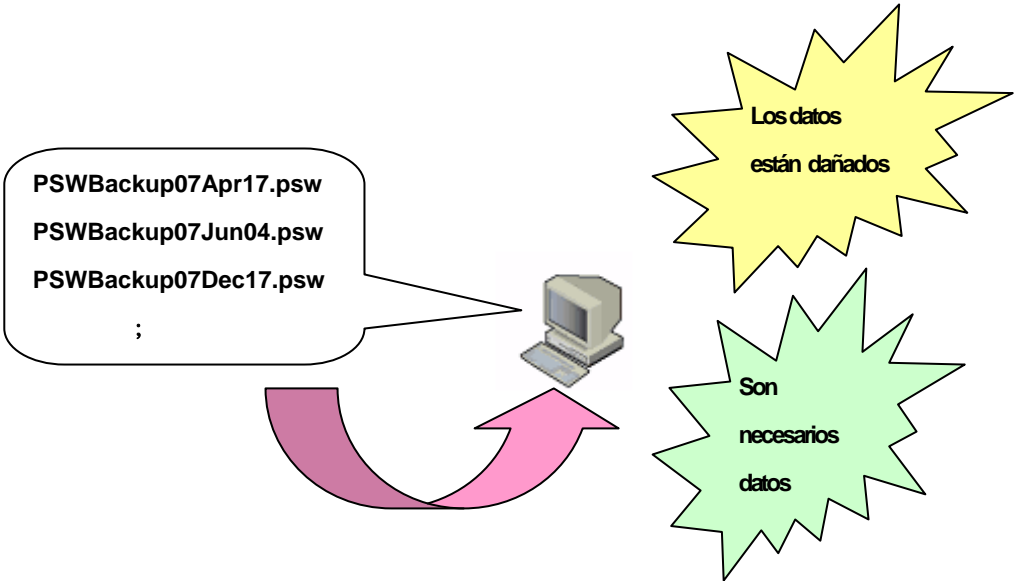 PSWBackup07Apr17.psw
PSWBackup07Jun04.psw
PSWBackup07Dec17.psw
;
Los datos
están dañados
Son
necesarios
datos